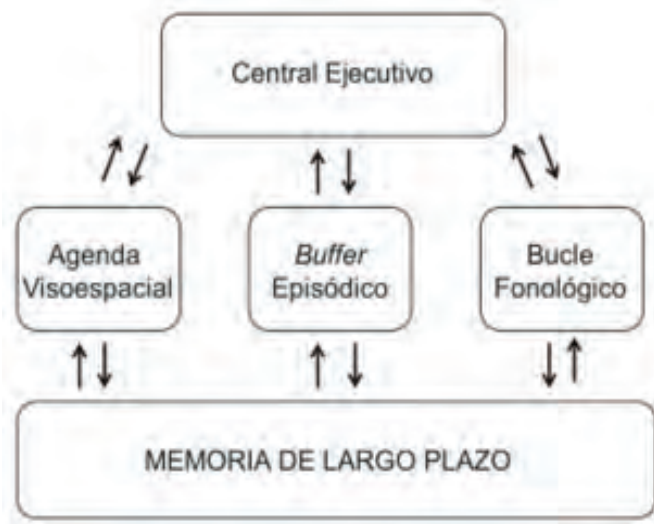 Central Ejecutivo
Agenda
Visoespacial
Buffer
Episódico
Bucle
Fonológico
MEMORIA DE LARGO PLAZO